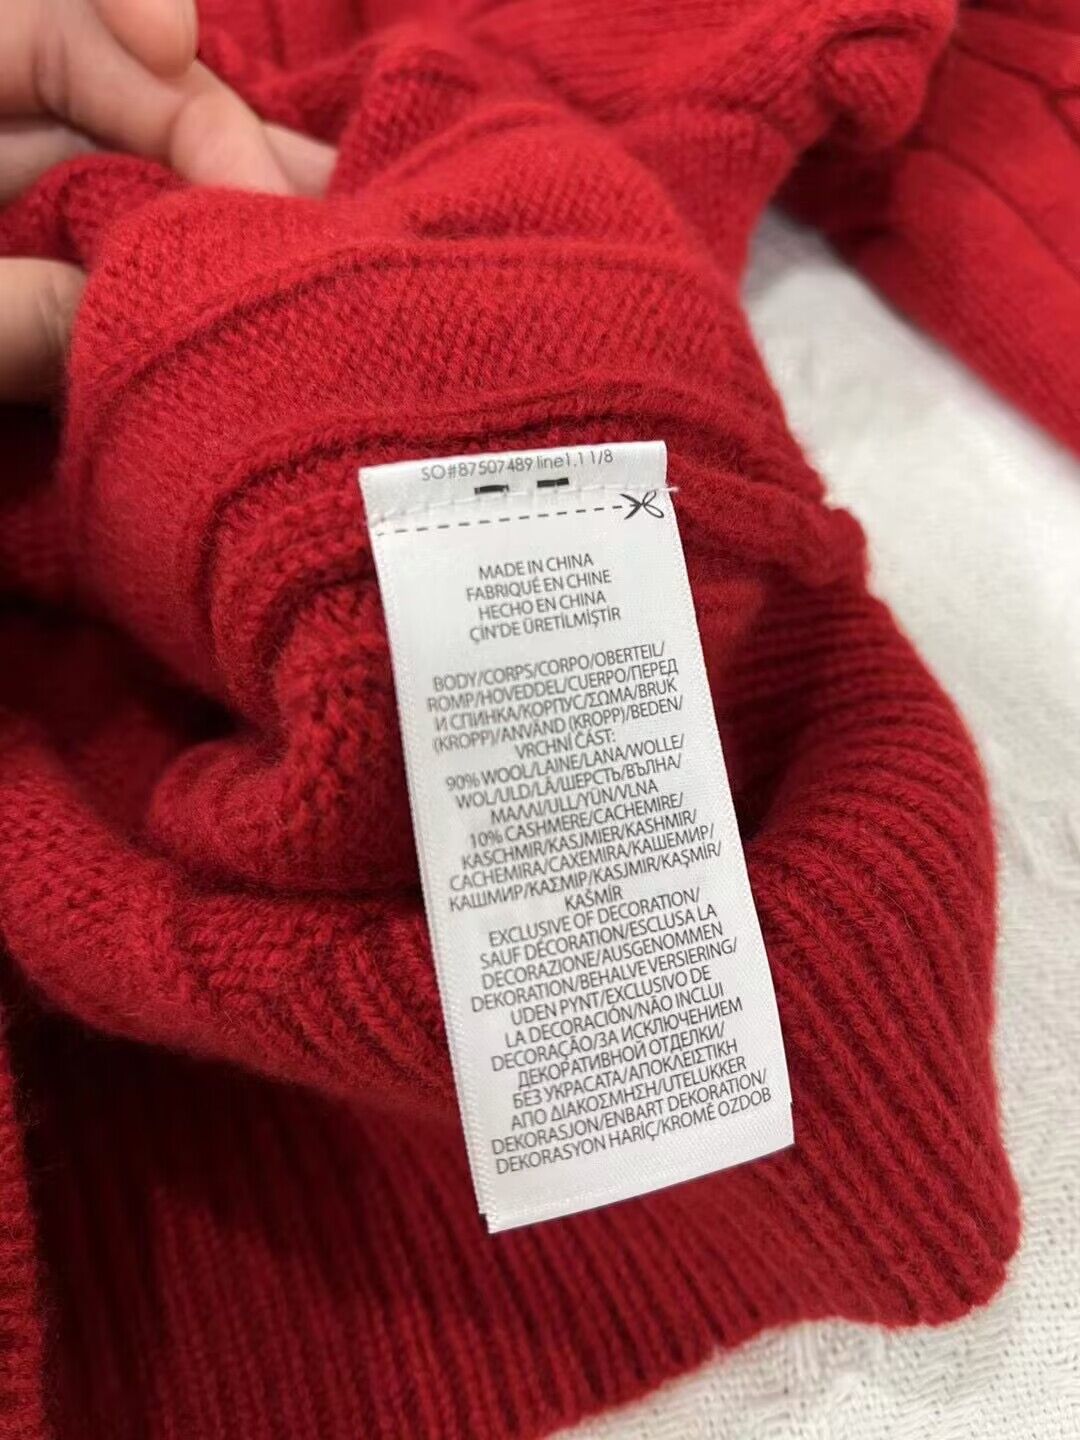 SO#87507489 line1.1 1/8
MADE IN CHINA
FABRIQUÉ EN CHINE
HECHO EN CHINA
ÇİN'DE ÜRETİLMİŞTİR
BODY/CORPS/CORPO/OBERTEIL/
ROMP/HOVEDDEL/CUERPO/ПЕРЕД
И СПИНКА/КОРПУС/ΣΩΜΑ/BRUK
(KROPP)/ANVÄND (KROPP)/BEDEN/
VRCHNÍ ČÁST:
90% WOOL/LAINE/LANA/WOLLE/
WOL/ULD/LÃ/ШЕРСТЬ/ВЪЛНА/
ΜΑΛΛΙ/ULL/YÜN/VLNA
10% CASHMERE/CACHEMIRE/
KASCHMIR/KASJMIER/KASHMIR/
CACHEMIRA/CAXEMIRA/КАШЕМИР/
КАШМИР/ΚΑΣΜΙΡ/KASJMIR/KAŞMİR/
KAŠMÍR
EXCLUSIVE OF DECORATION/
SAUF DÉCORATION/ESCLUSA LA
DECORAZIONE/AUSGENOMMEN
DEKORATION/BEHALVE VERSIERING/
UDEN PYNT/EXCLUSIVO DE
LA DECORACIÓN/NÃO INCLUI
DECORAÇÃO/ЗА ИСКЛЮЧЕНИЕМ
ДЕКОРАТИВНОЙ ОТДЕЛКИ/
БЕЗ УКРАСАТА/ΑΠΟΚΛΕΙΣΤΙΚΗ
ΑΠΟ ΔΙΑΚΟΣΜΗΣΗ/UTELUKKER
DEKORASJON/ENBART DEKORATION/
DEKORASYON HARİÇ/KROMĚ OZDOB